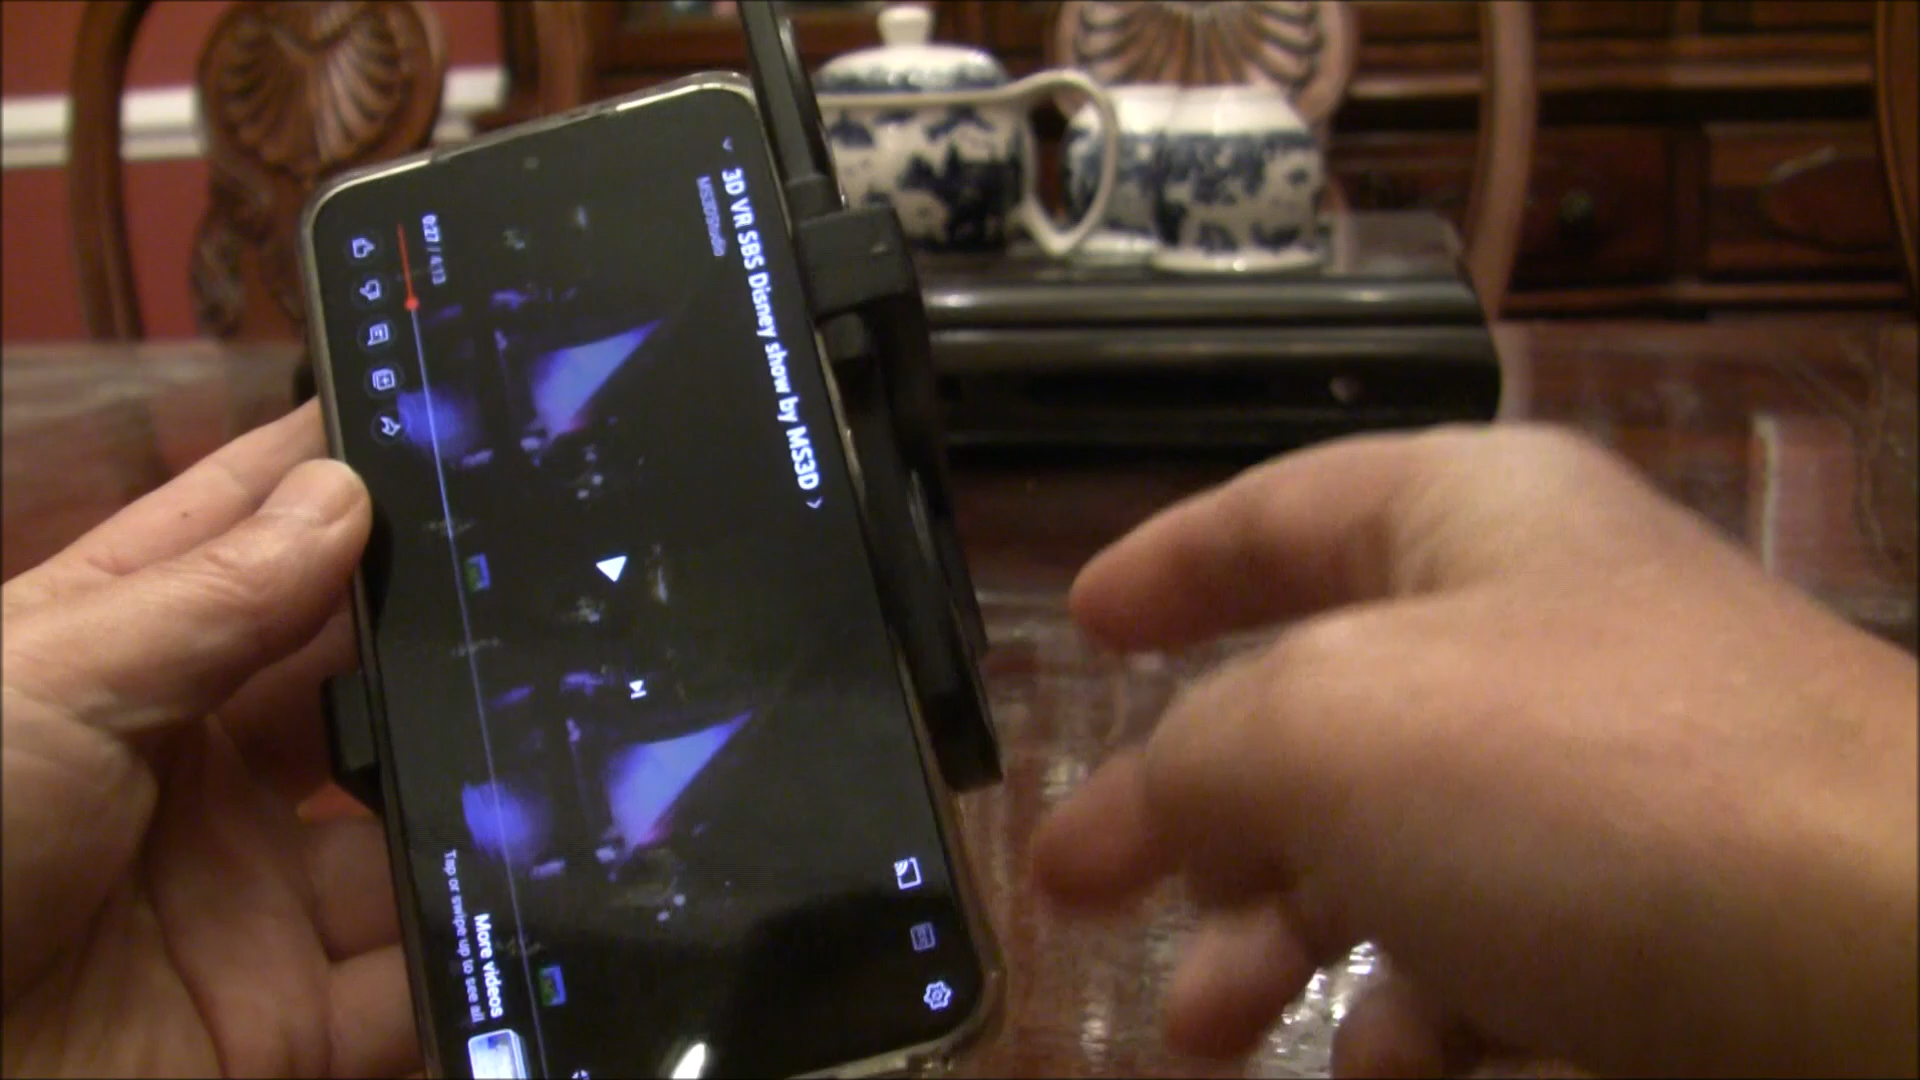 3D VR SBS Disney show by MS3D
MS3DStudio
0:27 / 4:13
More videos
Tap or swipe up to see all